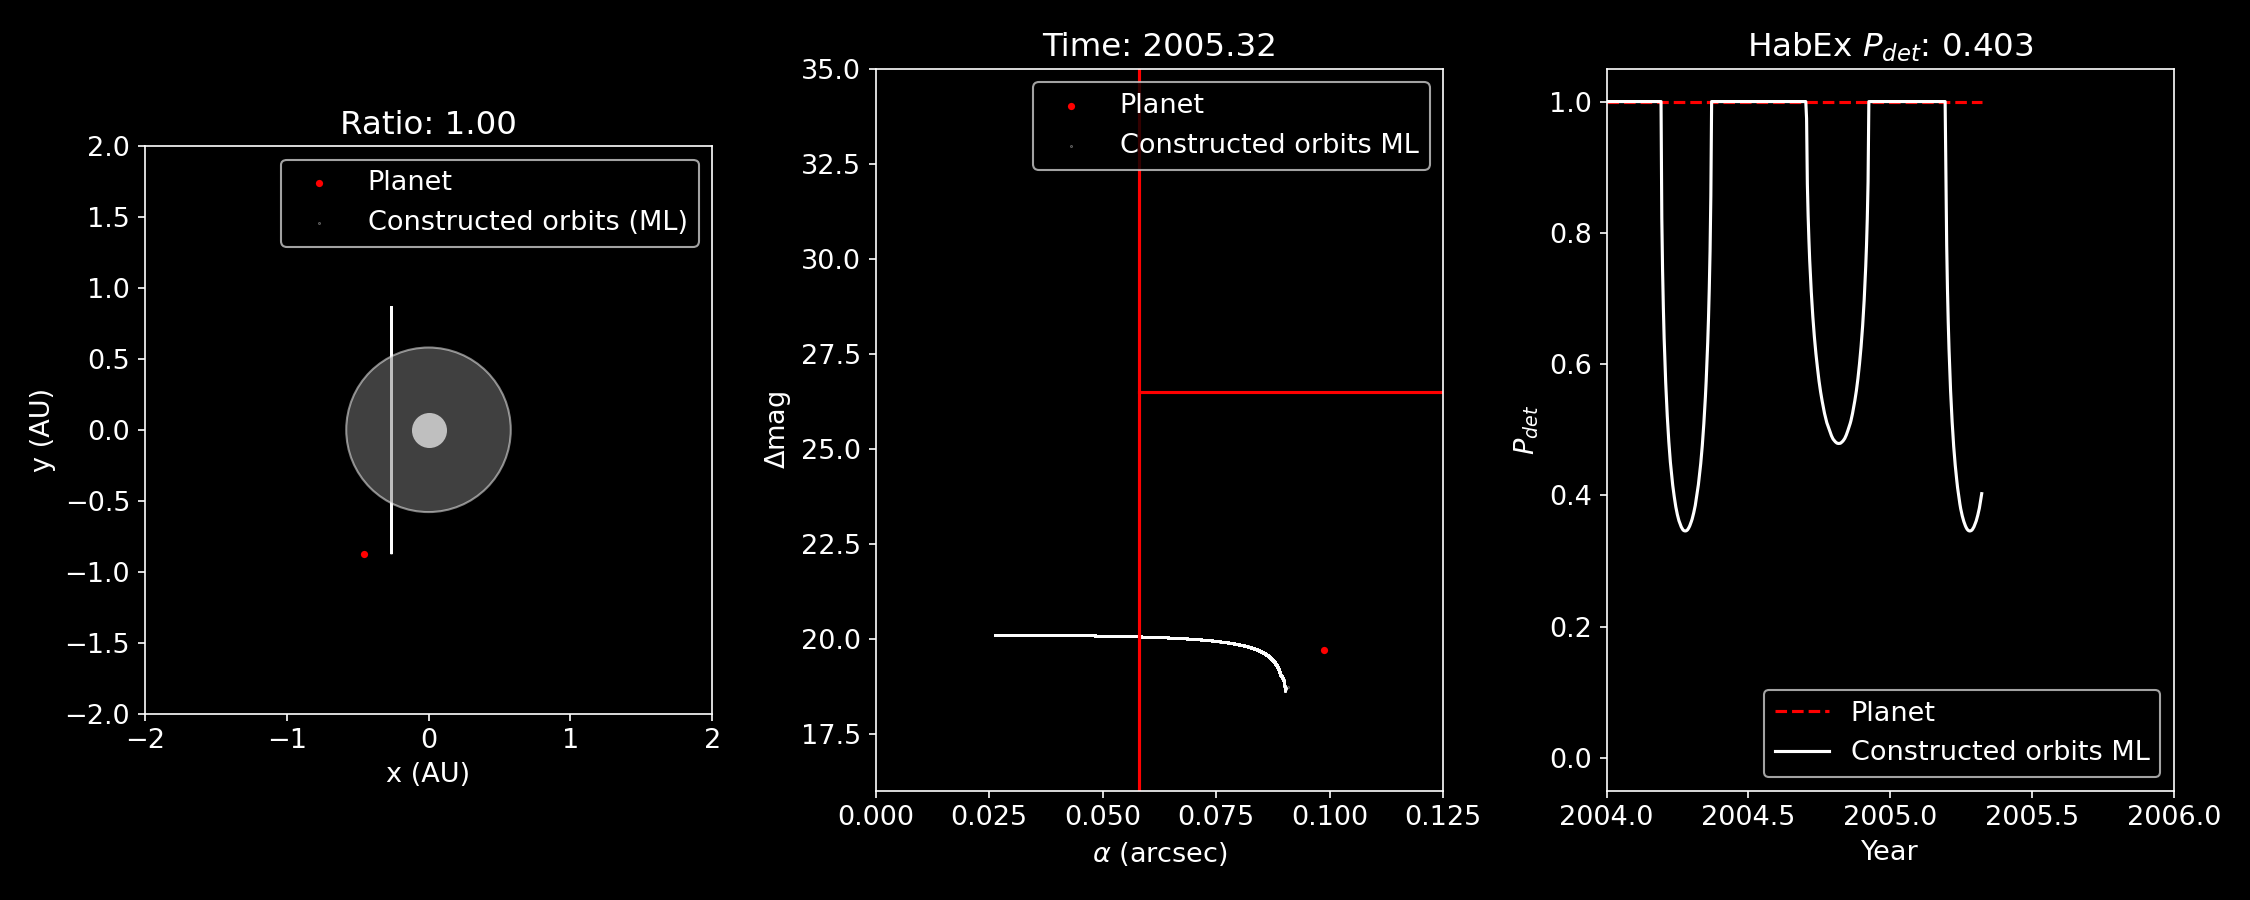 Ratio: 1.00
Planet
Constructed orbits (ML)
2.0
1.5
1.0
0.5
0.0
−0.5
−1.0
−1.5
−2.0
−2
−1
0
1
2
x (AU)
y (AU)
Time: 2005.32
Planet
Constructed orbits ML
35.0
32.5
30.0
27.5
25.0
22.5
20.0
17.5
0.000
0.025
0.050
0.075
0.100
0.125
α (arcsec)
Δmag
HabEx P_det: 0.403
1.0
0.8
0.6
0.4
0.2
0.0
Planet
Constructed orbits ML
2004.0
2004.5
2005.0
2005.5
2006.0
Year
P_det